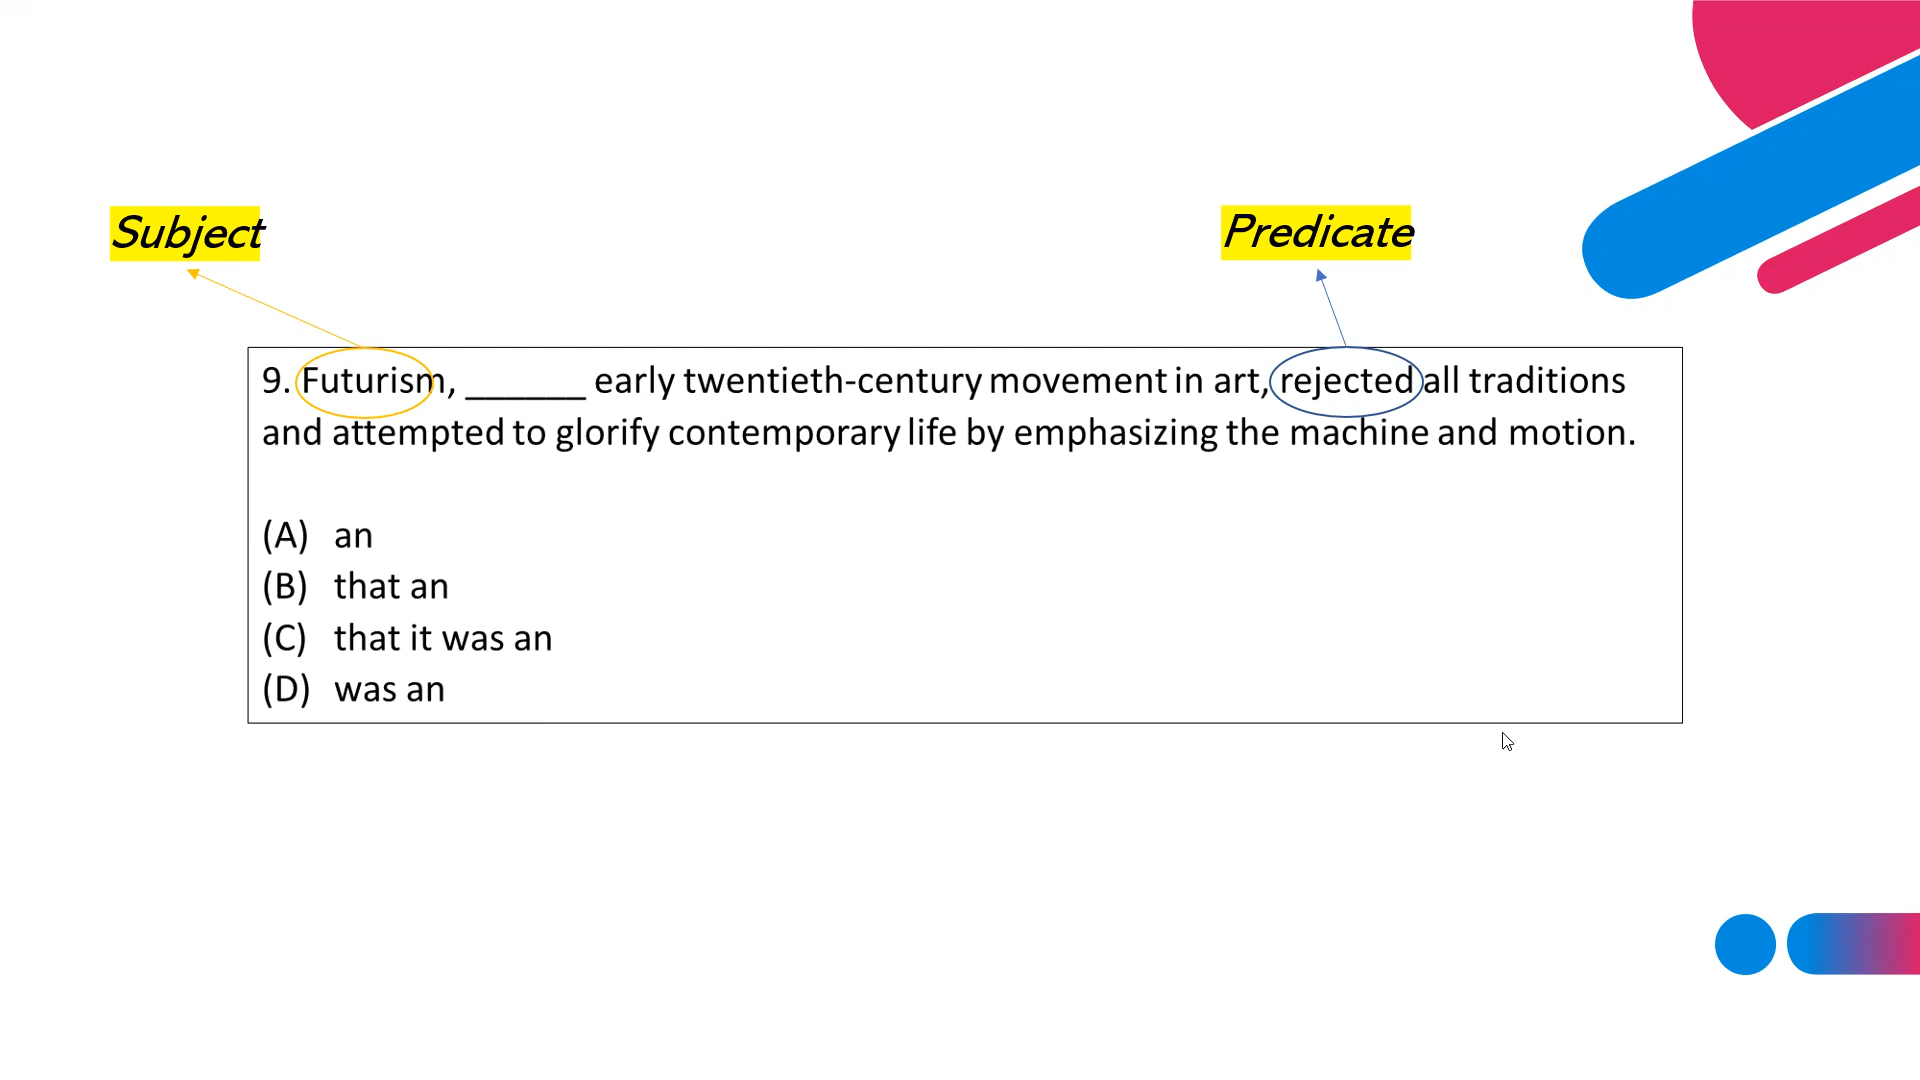 Subject
Predicate
9. Futurism, ______ early twentieth-century movement in art, rejected all traditions
and attempted to glorify contemporary life by emphasizing the machine and motion.
(A) an
(B) that an
(C) that it was an
(D) was an